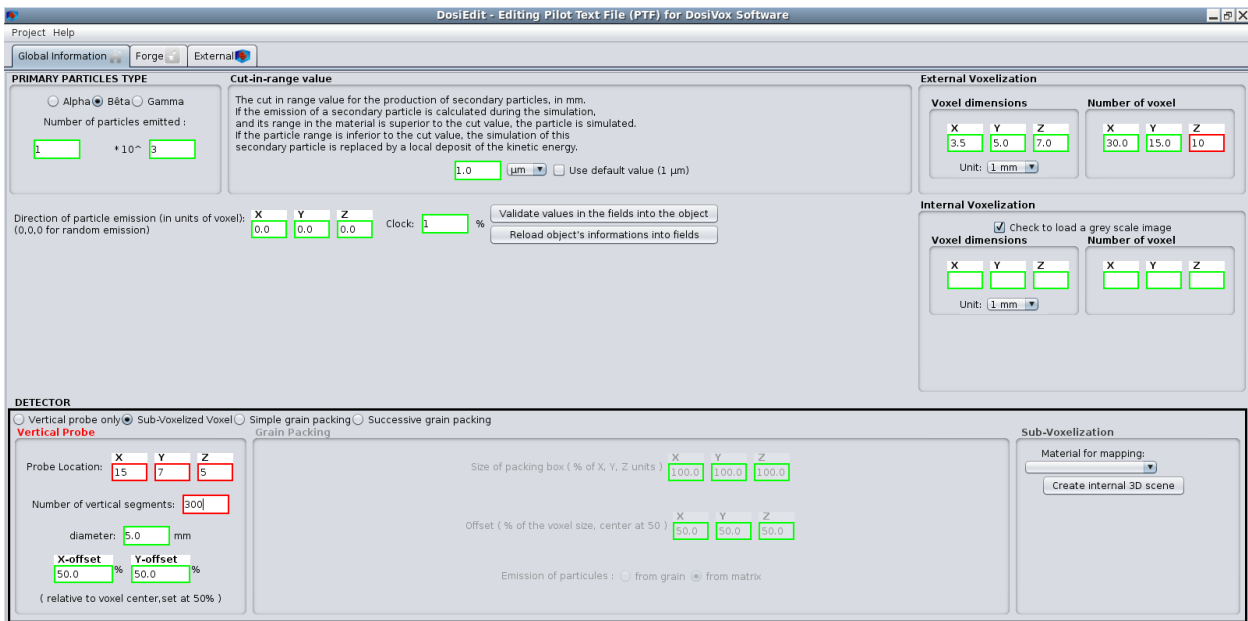 DosiEdit - Editing Pilot Text File (PTF) for DosiVox Software
Project Help
Global Information Forge External
PRIMARY PARTICLES TYPE
Alpha Bêta Gamma
Number of particles emitted :
1 *10^ 3
Cut-in-range value
The cut in range value for the production of secondary particles, in mm.
If the emission of a secondary particle is calculated during the simulation,
and its range in the material is superior to the cut value, the particle is simulated.
If the particle range is inferior to the cut value, the simulation of this
secondary particle is replaced by a local deposit of the kinetic energy.
1.0 µm Use default value (1 µm)
External Voxelization
Voxel dimensions
X Y Z
3.5 5.0 7.0
Unit: 1 mm
Number of voxel
X Y Z
30.0 15.0 10
Direction of particle emission (in units of voxel):
(0,0,0 for random emission)
X Y Z
0.0 0.0 0.0
Clock: 1 %
Validate values in the fields into the object
Reload object's informations into fields
Internal Voxelization
Check to load a grey scale image
Voxel dimensions
X Y Z
Unit: 1 mm
Number of voxel
X Y Z
DETECTOR
Vertical probe only Sub-Voxelized Voxel Simple grain packing Successive grain packing
Vertical Probe
X Y Z
Probe Location: 15 7 5
Number of vertical segments: 300
diameter: 5.0 mm
X-offset Y-offset
50.0 % 50.0 %
( relative to voxel center,set at 50% )
Grain Packing
X Y Z
Size of packing box ( % of X, Y, Z units ) 100.0 100.0 100.0
X Y Z
Offset ( % of the voxel size, center at 50 ) 50.0 50.0 50.0
Emission of particules : from grain from matrix
Sub-Voxelization
Material for mapping:
Create internal 3D scene